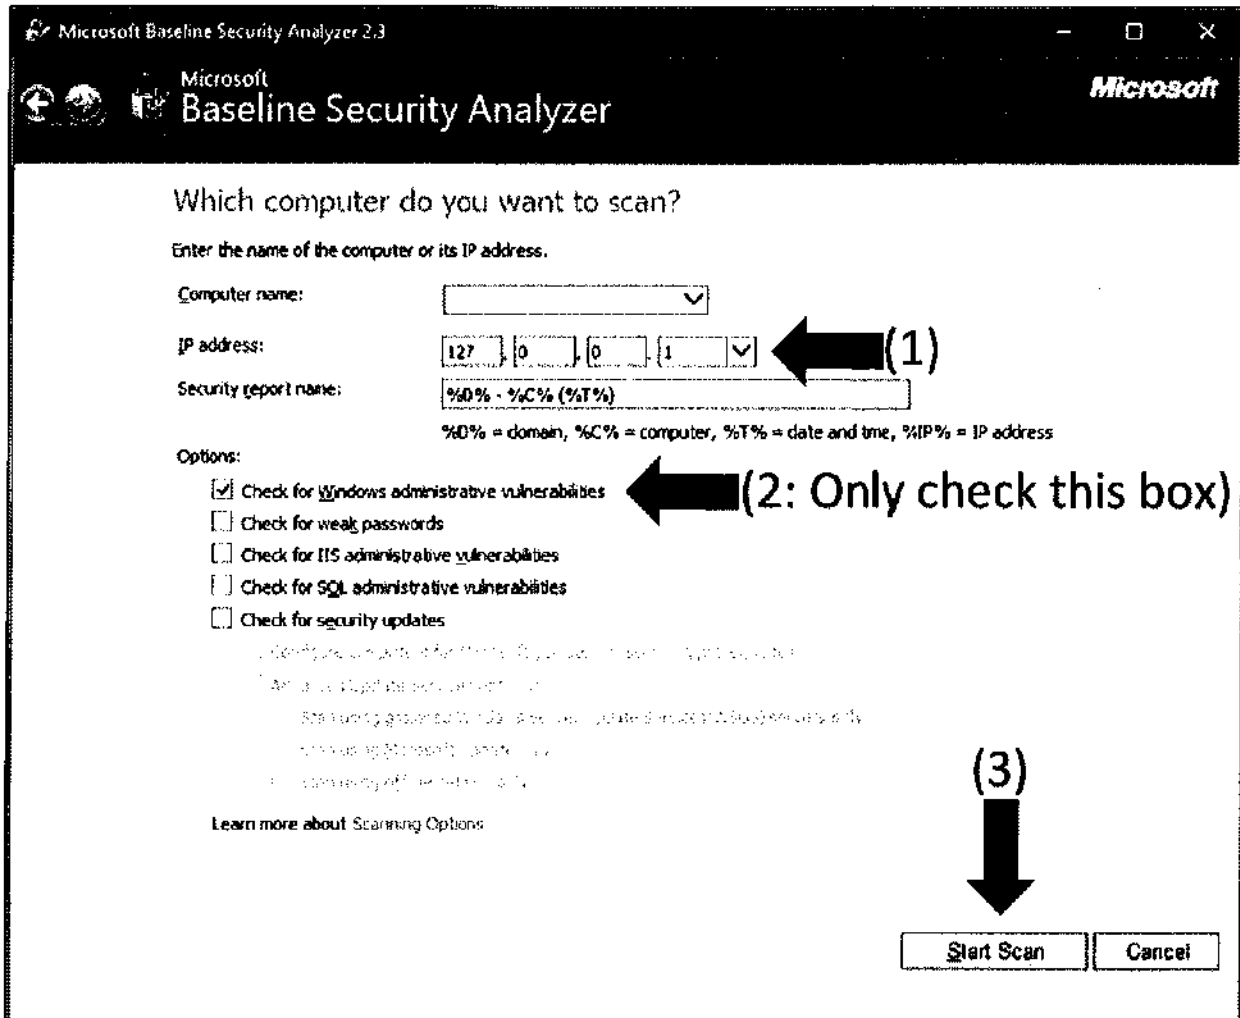 Microsoft Baseline Security Analyzer 2.3
Microsoft
Baseline Security Analyzer
Microsoft
Which computer do you want to scan?
Enter the name of the computer or its IP address.
Computer name:
IP address: 127 . 0 . 0 . 1 (1)
Security report name: %D% - %C% (%T%)
%D% = domain, %C% = computer, %T% = date and time, %IP% = IP address
Options:
Check for Windows administrative vulnerabilities (2: Only check this box)
Check for weak passwords
Check for IIS administrative vulnerabilities
Check for SQL administrative vulnerabilities
Check for security updates
Learn more about Scanning Options
(3)
Start Scan Cancel